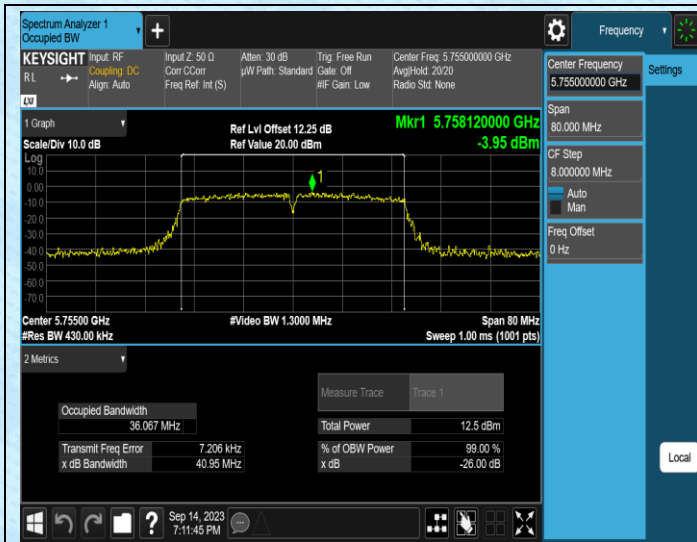 Spectrum Analyzer 1
Occupied BW
Frequency
KEYSIGHT
RL
LXI
Input: RF
Coupling: DC
Align: Auto
Input Z: 50 Ω
Corr CCorr
Freq Ref: Int (S)
Atten: 30 dB
µW Path: Standard
Trig: Free Run
Gate: Off
#IF Gain: Low
Center Freq: 5.755000000 GHz
Avg|Hold: 20/20
Radio Std: None
Center Frequency
5.755000000 GHz
Settings
Span
80.000 MHz
CF Step
8.000000 MHz
Auto
Man
Freq Offset
0 Hz
Local
1 Graph
Scale/Div 10.0 dB
Ref Lvl Offset 12.25 dB
Ref Value 20.00 dBm
Mkr1 5.758120000 GHz
-3.95 dBm
Log
10.0
0.00
-10.0
-20.0
-30.0
-40.0
-50.0
-60.0
-70.0
1
Center 5.75500 GHz
#Res BW 430.00 kHz
#Video BW 1.3000 MHz
Span 80 MHz
Sweep 1.00 ms (1001 pts)
2 Metrics
Measure Trace Trace 1
Occupied Bandwidth
36.067 MHz
Total Power 12.5 dBm
Transmit Freq Error 7.206 kHz
% of OBW Power 99.00 %
x dB Bandwidth 40.95 MHz
x dB -26.00 dB
?
Sep 14, 2023
7:11:45 PM